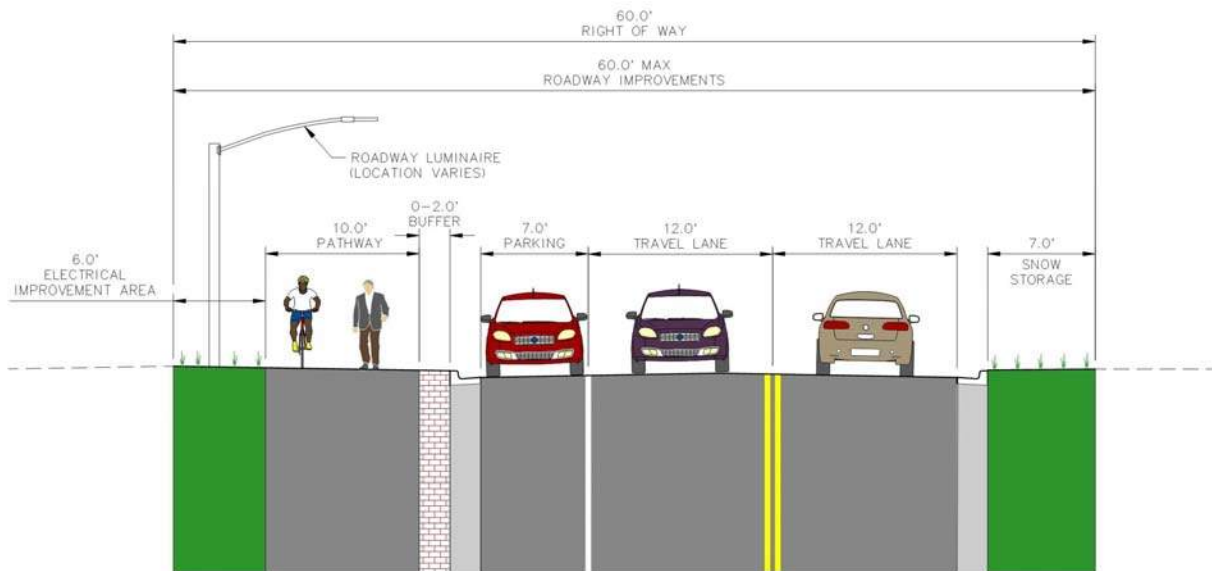 60.0'
RIGHT OF WAY
60.0' MAX
ROADWAY IMPROVEMENTS
ROADWAY LUMINAIRE
(LOCATION VARIES)
0-2.0'
BUFFER
10.0'
PATHWAY
7.0'
PARKING
12.0'
TRAVEL LANE
12.0'
TRAVEL LANE
7.0'
SNOW
STORAGE
6.0'
ELECTRICAL
IMPROVEMENT AREA